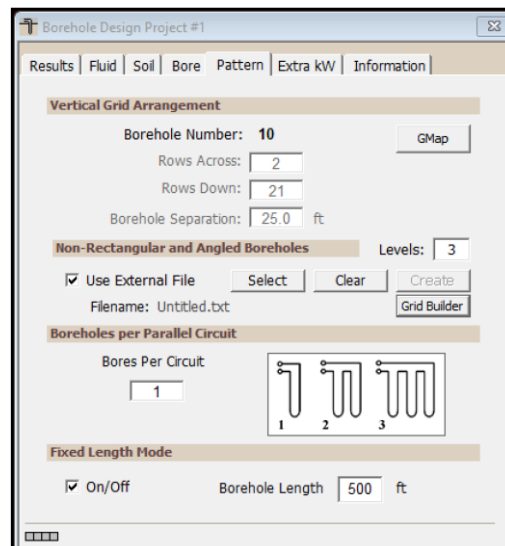 Borehole Design Project #1
Results Fluid Soil Bore Pattern Extra kW Information
Vertical Grid Arrangement
Borehole Number: 10 GMap
Rows Across: 2
Rows Down: 21
Borehole Separation: 25.0 ft
Non-Rectangular and Angled Boreholes Levels: 3
Use External File Select Clear Create
Filename: Untitled.txt Grid Builder
Boreholes per Parallel Circuit
Bores Per Circuit
1
1 2 3
Fixed Length Mode
On/Off Borehole Length 500 ft